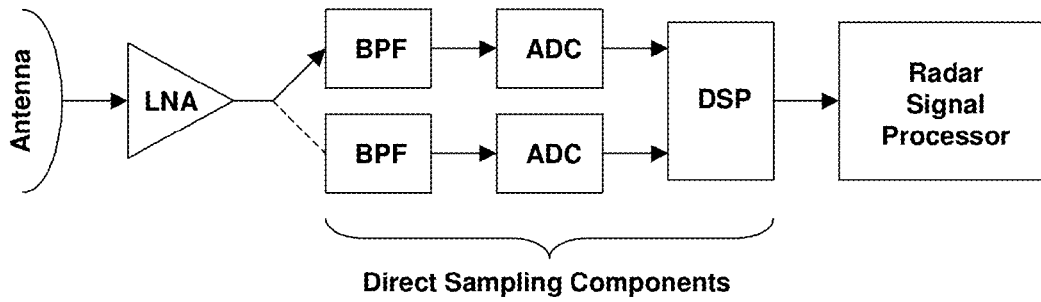 Antenna
LNA
BPF
ADC
BPF
ADC
DSP
Radar
Signal
Processor
Direct Sampling Components